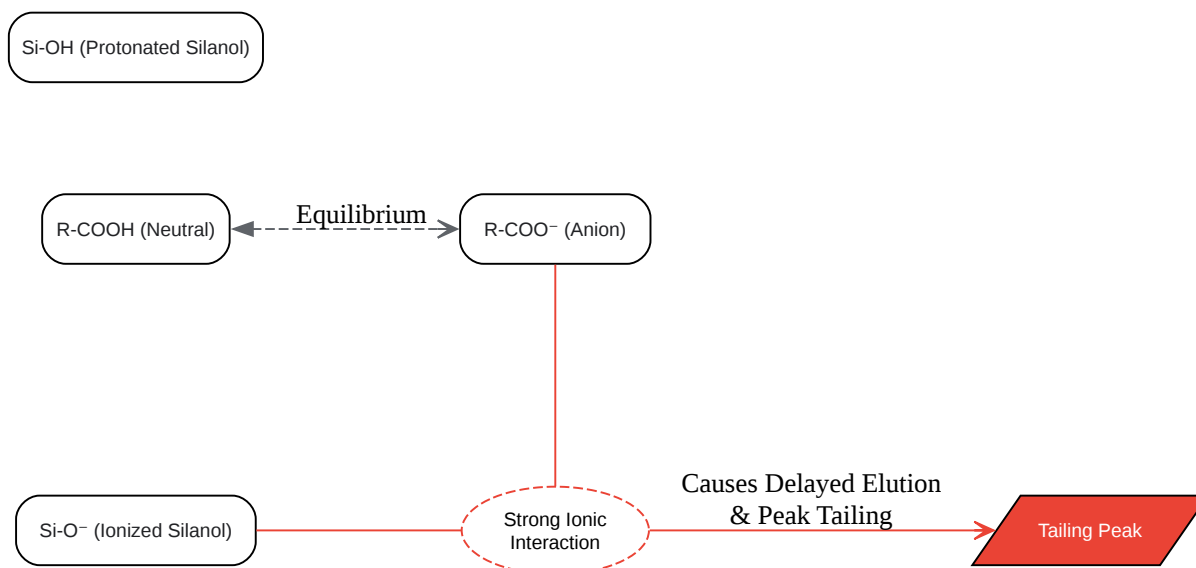 Si-OH (Protonated Silanol)
R-COOH (Neutral)
Equilibrium
R-COO⁻ (Anion)
Si-O⁻ (Ionized Silanol)
Strong Ionic
Interaction
Causes Delayed Elution
& Peak Tailing
Tailing Peak